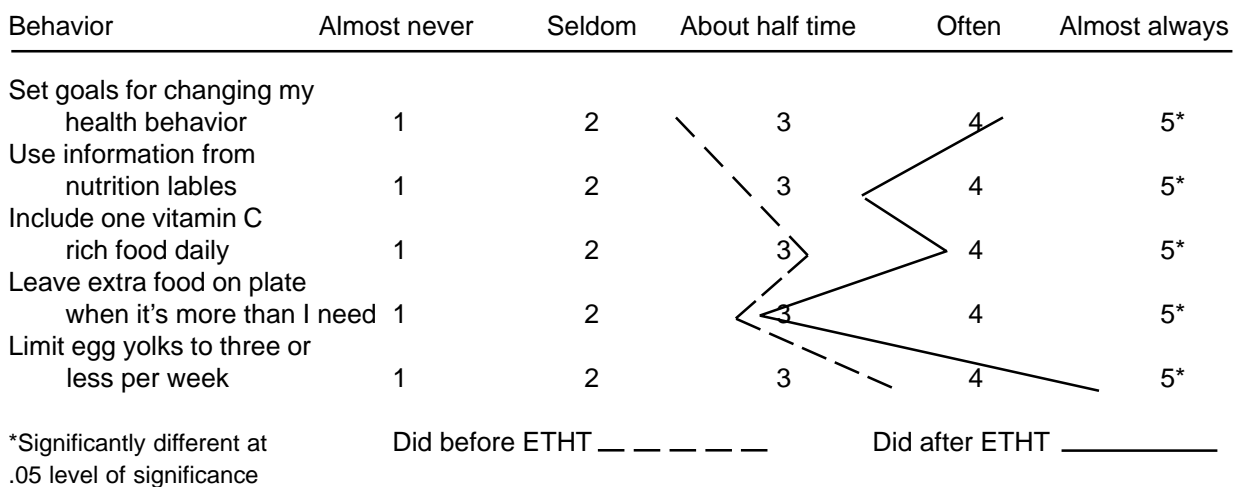 Behavior Almost never Seldom About half time Often Almost always
Set goals for changing my
health behavior 1 2 3 4 5*
Use information from
nutrition lables 1 2 3 4 5*
Include one vitamin C
rich food daily 1 2 3 4 5*
Leave extra food on plate
when it's more than I need 1 2 3 4 5*
Limit egg yolks to three or
less per week 1 2 3 4 5*
*Significantly different at Did before ETHT Did after ETHT
.05 level of significance